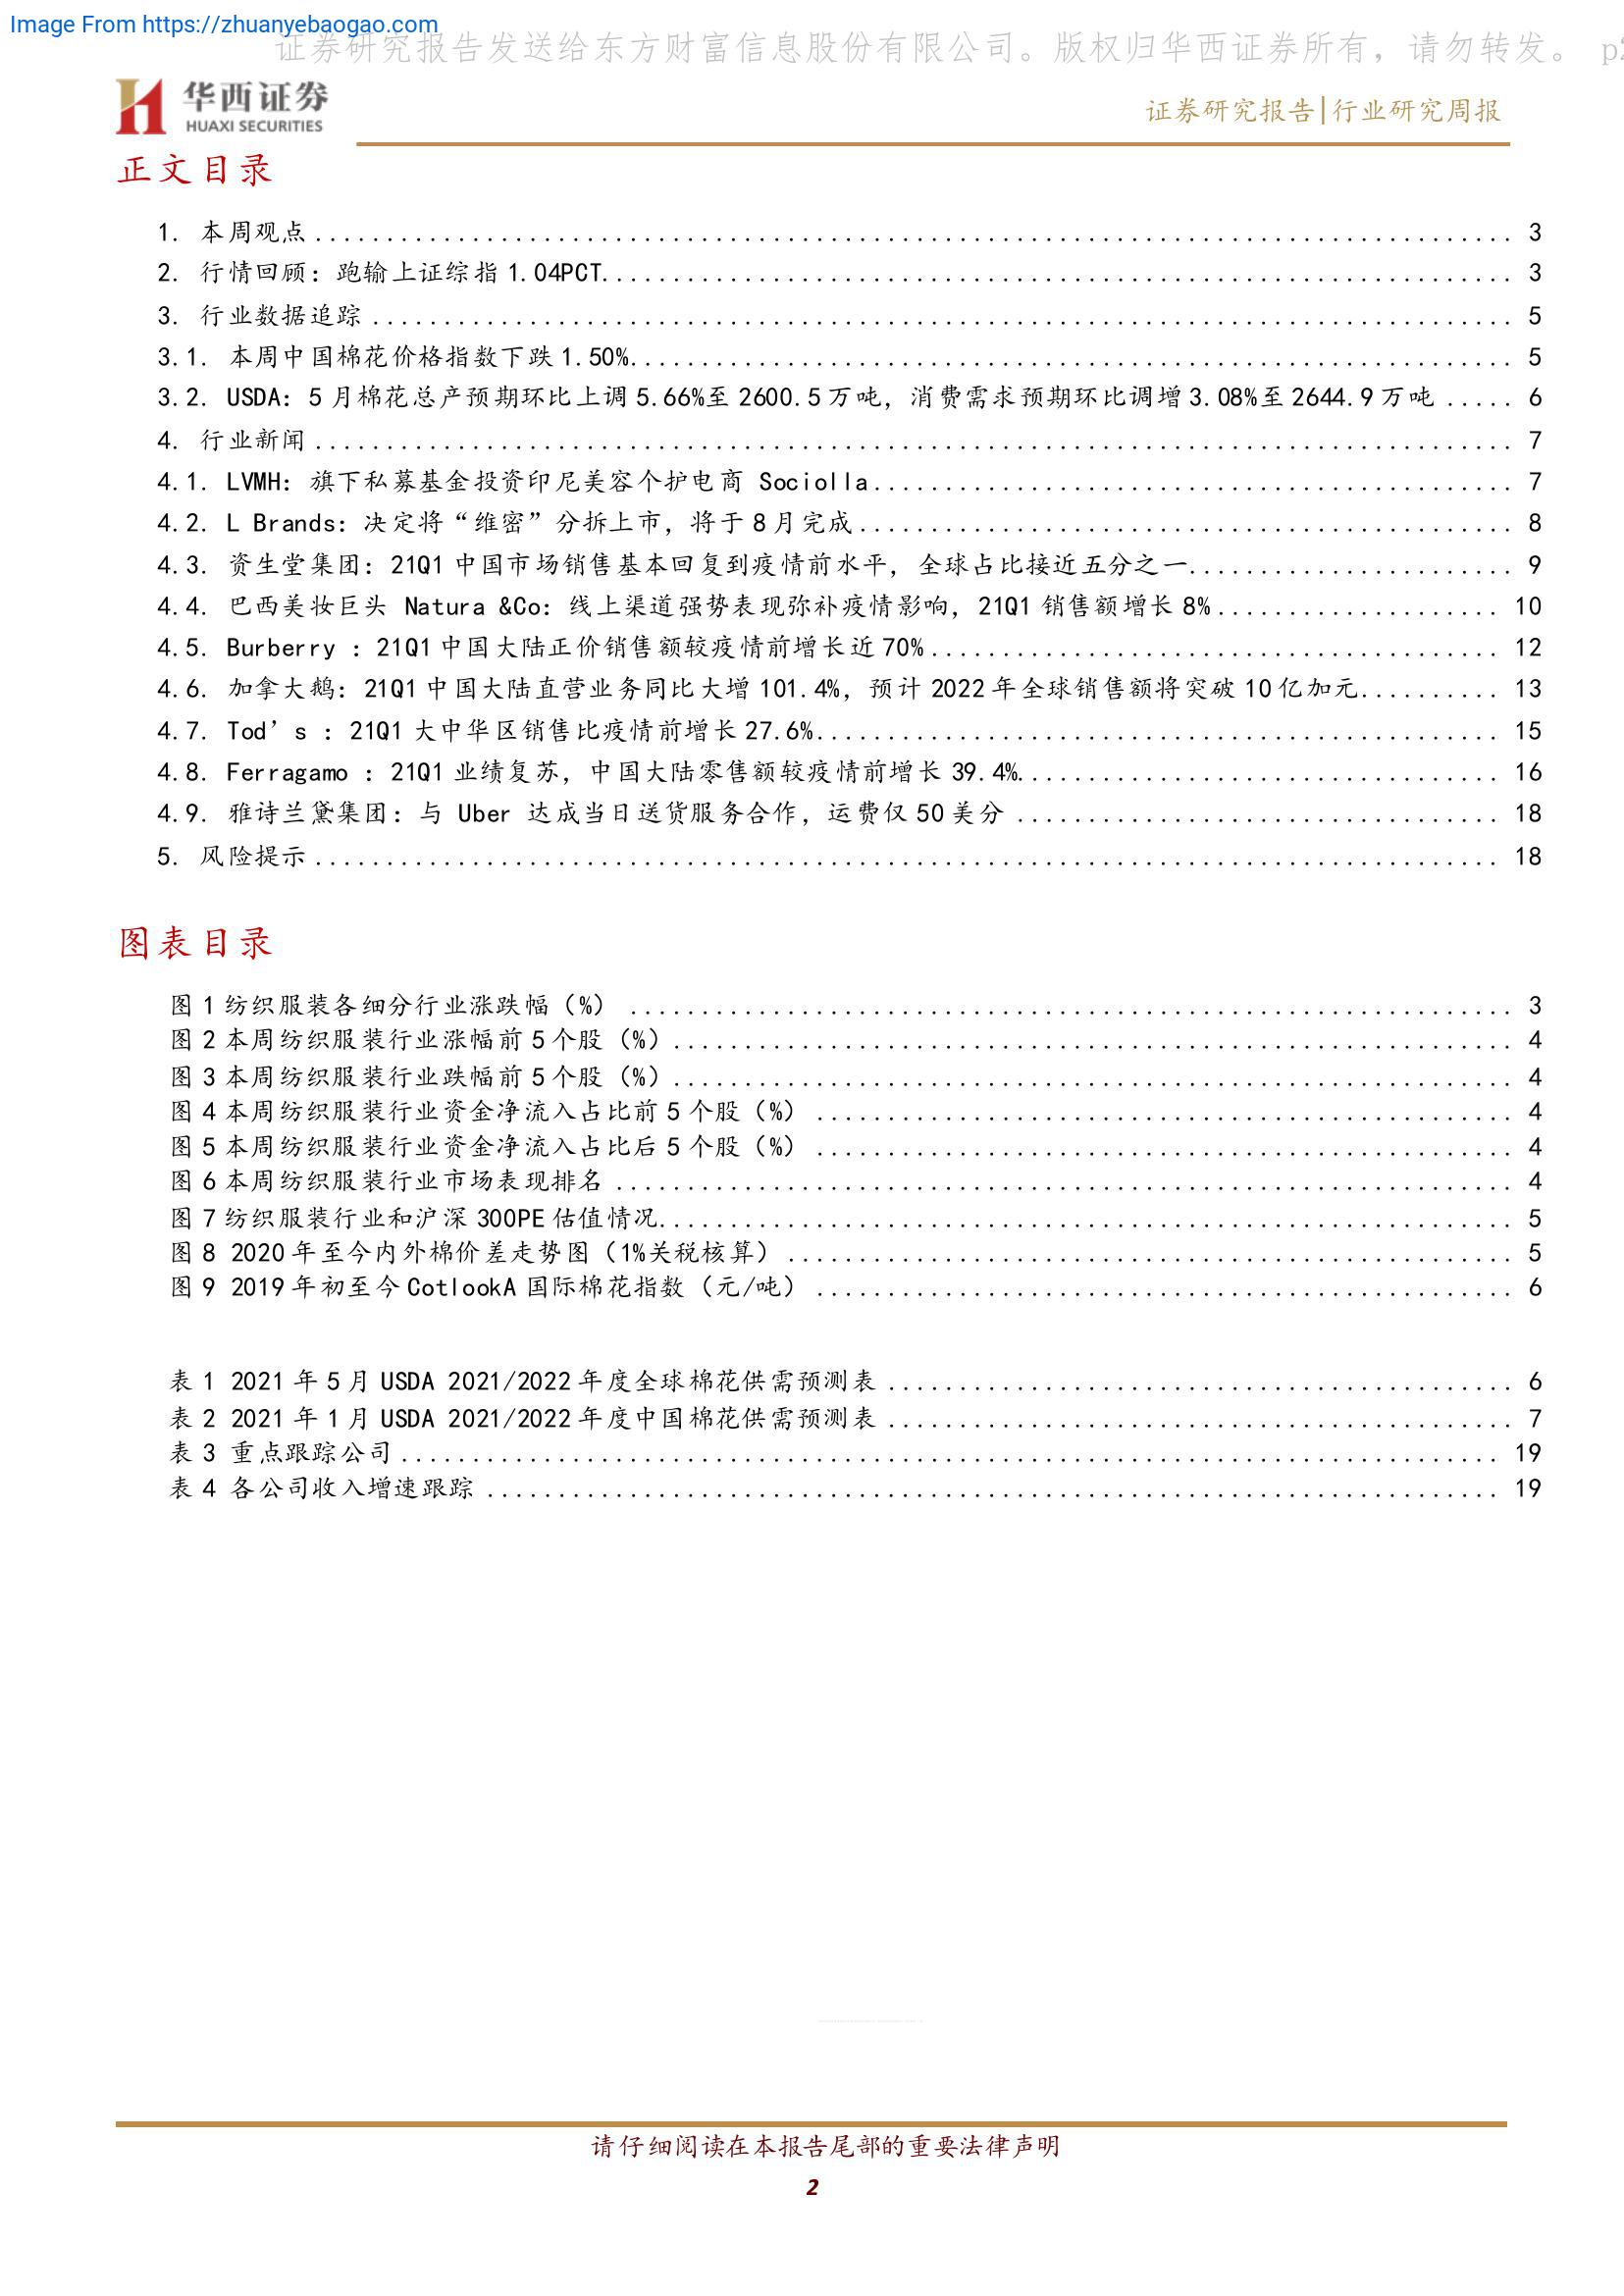 Image From https://zhuanyebaogao.com
证券研究报告发送给东方财富信息股份有限公司。版权归华西证券所有，请勿转发。 p2
华西证券
HUAXI SECURITIES
证券研究报告|行业研究周报
正文目录
1. 本周观点 ........................................ 3
2. 行情回顾：跑输上证综指 1.04PCT........................................ 3
3. 行业数据追踪 ........................................ 5
3.1. 本周中国棉花价格指数下跌 1.50%........................................ 5
3.2. USDA：5 月棉花总产预期环比上调 5.66%至 2600.5 万吨，消费需求预期环比调增 3.08%至 2644.9 万吨 ..... 6
4. 行业新闻 ........................................ 7
4.1. LVMH：旗下私募基金投资印尼美容个护电商 Sociolla........................................ 7
4.2. L Brands：决定将“维密”分拆上市，将于 8 月完成........................................ 8
4.3. 资生堂集团：21Q1 中国市场销售基本回复到疫情前水平，全球占比接近五分之一....................... 9
4.4. 巴西美妆巨头 Natura &Co：线上渠道强势表现弥补疫情影响，21Q1 销售额增长 8%.................... 10
4.5. Burberry ：21Q1 中国大陆正价销售额较疫情前增长近 70%........................................ 12
4.6. 加拿大鹅：21Q1 中国大陆直营业务同比大增 101.4%，预计 2022 年全球销售额将突破 10 亿加元.......... 13
4.7. Tod’s ：21Q1 大中华区销售比疫情前增长 27.6%........................................ 15
4.8. Ferragamo ：21Q1 业绩复苏，中国大陆零售额较疫情前增长 39.4%.................................. 16
4.9. 雅诗兰黛集团：与 Uber 达成当日送货服务合作，运费仅 50 美分 .................................. 18
5. 风险提示 ........................................ 18
图表目录
图 1 纺织服装各细分行业涨跌幅（%） ........................................ 3
图 2 本周纺织服装行业涨幅前 5 个股（%）........................................ 4
图 3 本周纺织服装行业跌幅前 5 个股（%）........................................ 4
图 4 本周纺织服装行业资金净流入占比前 5 个股（%） ........................................ 4
图 5 本周纺织服装行业资金净流入占比后 5 个股（%） ........................................ 4
图 6 本周纺织服装行业市场表现排名 ........................................ 4
图 7 纺织服装行业和沪深 300PE 估值情况........................................ 5
图 8 2020 年至今内外棉价差走势图（1%关税核算） ........................................ 5
图 9 2019 年初至今 CotlookA 国际棉花指数（元/吨） ........................................ 6
表 1 2021 年 5 月 USDA 2021/2022 年度全球棉花供需预测表 ........................................ 6
表 2 2021 年 1 月 USDA 2021/2022 年度中国棉花供需预测表 ........................................ 7
表 3 重点跟踪公司 ........................................ 19
表 4 各公司收入增速跟踪 ........................................ 19
请仔细阅读在本报告尾部的重要法律声明
2